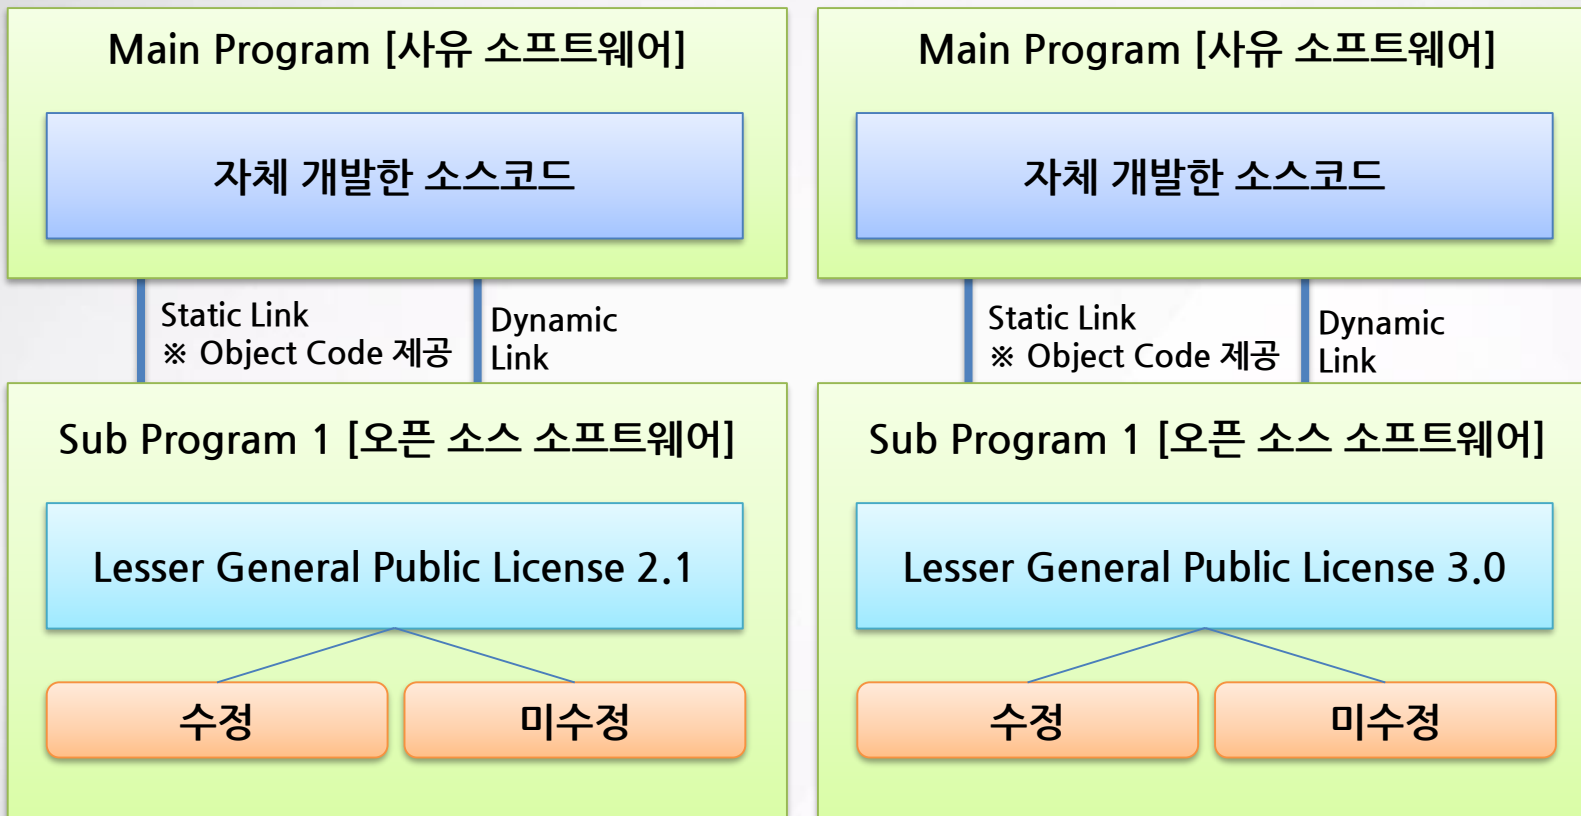 Main Program [사유 소프트웨어]
자체 개발한 소스코드
Static Link
※ Object Code 제공
Dynamic
Link
Sub Program 1 [오픈 소스 소프트웨어]
Lesser General Public License 2.1
수정
미수정
Main Program [사유 소프트웨어]
자체 개발한 소스코드
Static Link
※ Object Code 제공
Dynamic
Link
Sub Program 1 [오픈 소스 소프트웨어]
Lesser General Public License 3.0
수정
미수정